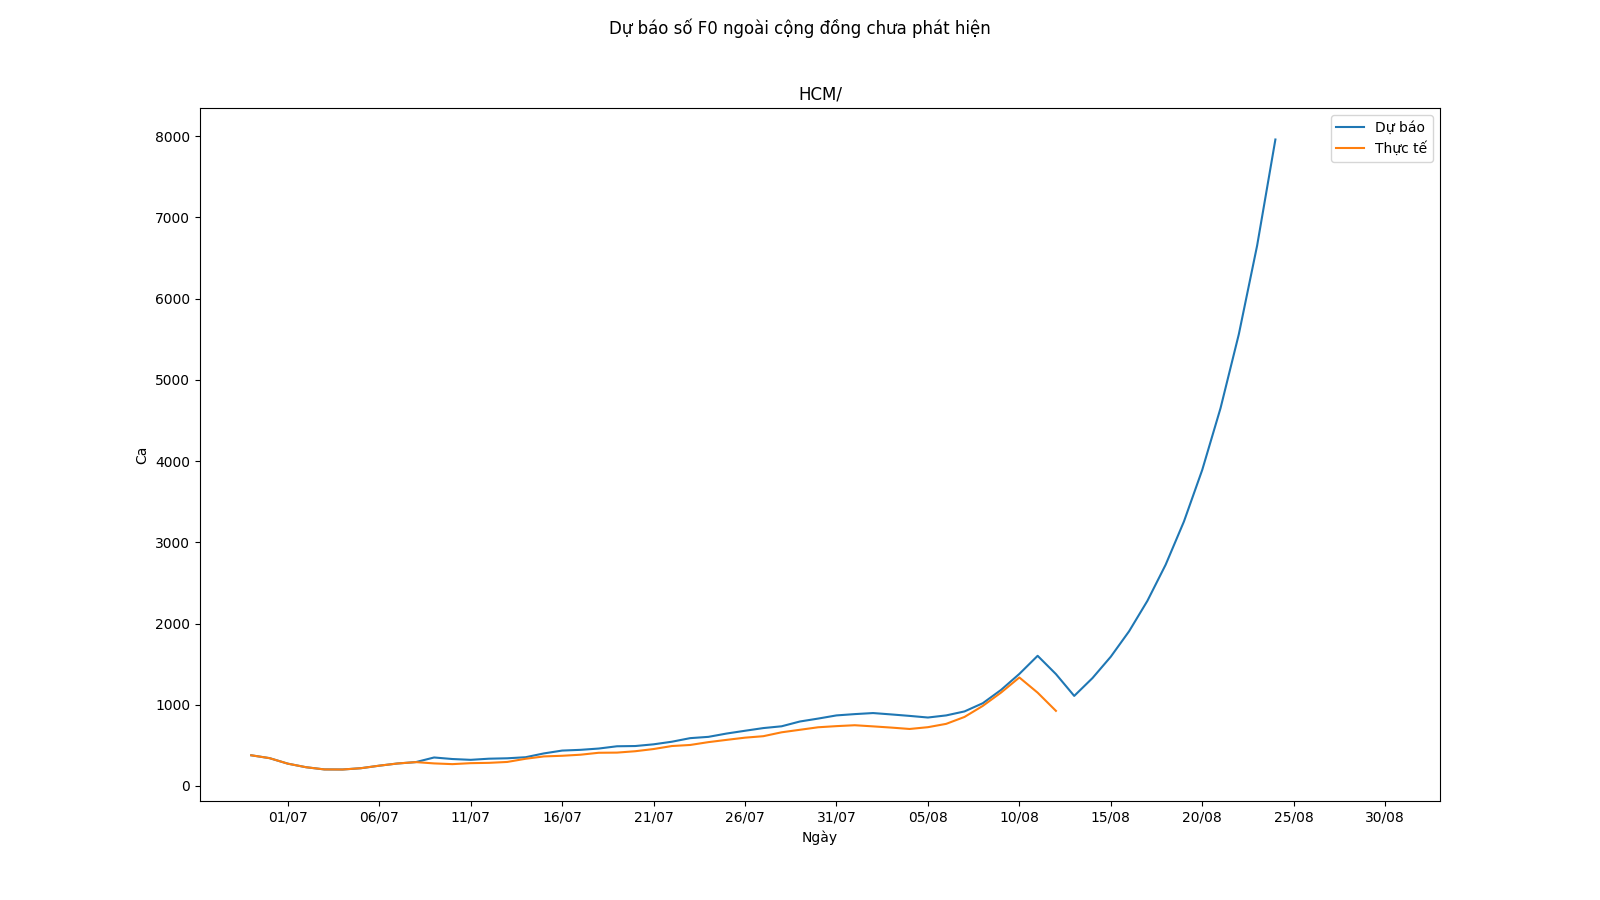 Dự báo số F0 ngoài cộng đồng chưa phát hiện
HCM/
Dự báo
Thực tế
8000
7000
6000
5000
4000
3000
2000
1000
0
Ca
01/07 06/07 11/07 16/07 21/07 26/07 31/07 05/08 10/08 15/08 20/08 25/08 30/08
Ngày